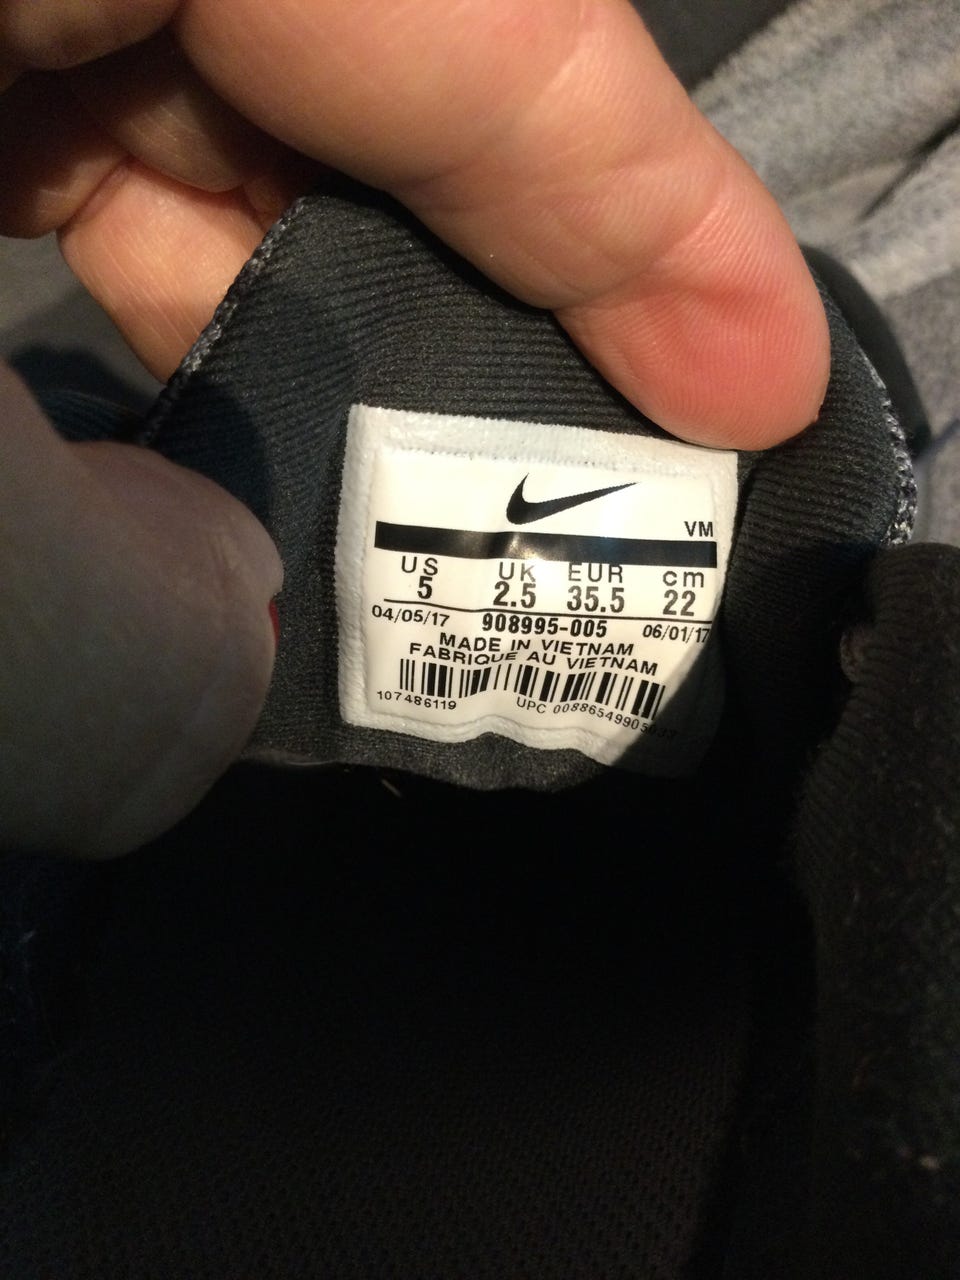 VM
US UK EUR cm
5 2.5 35.5 22
04/05/17 908995-005 06/01/17
MADE IN VIETNAM
FABRIQUE AU VIETNAM
107486119 UPC